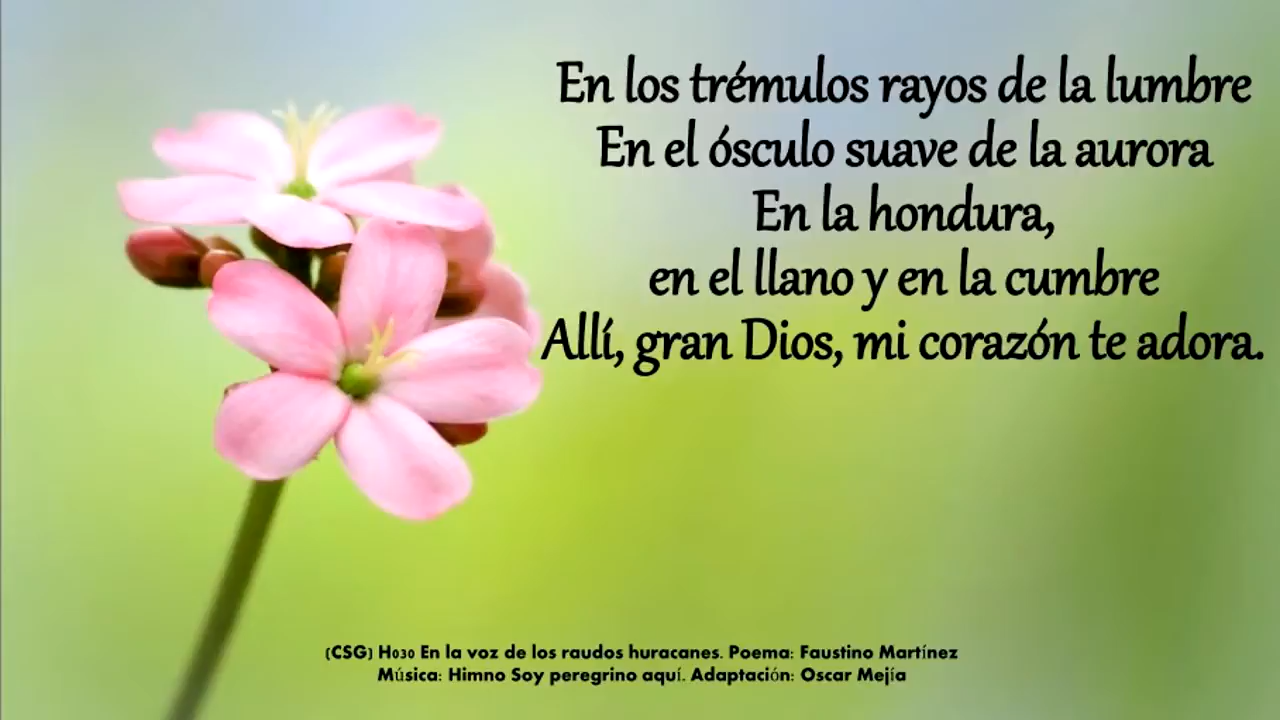 En los trémulos rayos de la lumbre
En el ósculo suave de la aurora
En la hondura,
en el llano y en la cumbre
Allí, gran Dios, mi corazón te adora.
(CSG) H030 En la voz de los raudos huracanes. Poema: Faustino Martínez
Música: Himno Soy peregrino aquí. Adaptación: Oscar Mejía